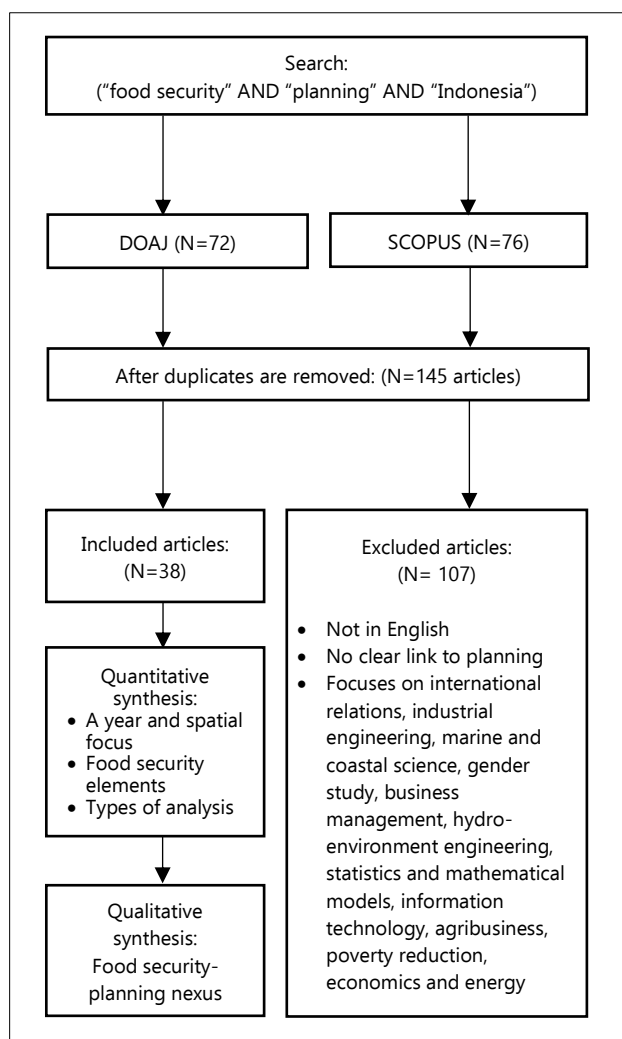 Search:
(“food security” AND “planning” AND “Indonesia”)
DOAJ (N=72)
SCOPUS (N=76)
After duplicates are removed: (N=145 articles)
Included articles:
(N=38)
Quantitative
synthesis:
• A year and spatial
focus
• Food security
elements
• Types of analysis
Qualitative
synthesis:
Food security-
planning nexus
Excluded articles:
(N= 107)
• Not in English
• No clear link to planning
• Focuses on international
relations, industrial
engineering, marine and
coastal science, gender
study, business
management, hydro-
environment engineering,
statistics and mathematical
models, information
technology, agribusiness,
poverty reduction,
economics and energy